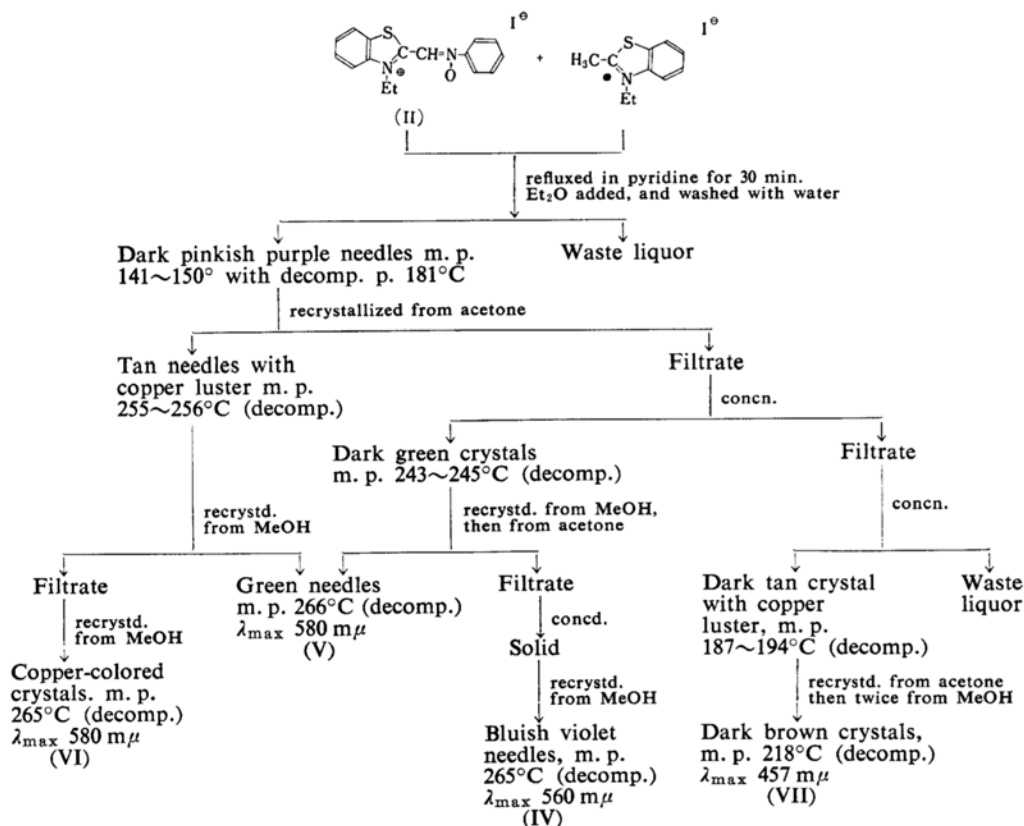 I⊖
I⊖
S
C—CH=N
N
⊕
O
Et
+
S
H₃C—C
N
Et
(II)
refluxed in pyridine for 30 min.
Et₂O added, and washed with water
Dark pinkish purple needles m. p.
141~150° with decomp. p. 181°C
Waste liquor
recrystallized from acetone
Tan needles with
copper luster m. p.
255~256°C (decomp.)
Filtrate
concn.
Dark green crystals
m. p. 243~245°C (decomp.)
Filtrate
recrystd.
from MeOH
recrystd. from MeOH,
then from acetone
concn.
Filtrate
Green needles
m. p. 266°C (decomp.)
λmax 580 mμ
(V)
Filtrate
Dark tan crystal
with copper
luster, m. p.
187~194°C (decomp.)
Waste
liquor
recrystd.
from MeOH
concd.
Solid
Copper-colored
crystals. m. p.
265°C (decomp.)
λmax 580 mμ
(VI)
recrystd.
from MeOH
recrystd. from acetone
then twice from MeOH
Bluish violet
needles, m. p.
265°C (decomp.)
λmax 560 mμ
(IV)
Dark brown crystals,
m. p. 218°C (decomp.)
λmax 457 mμ
(VII)